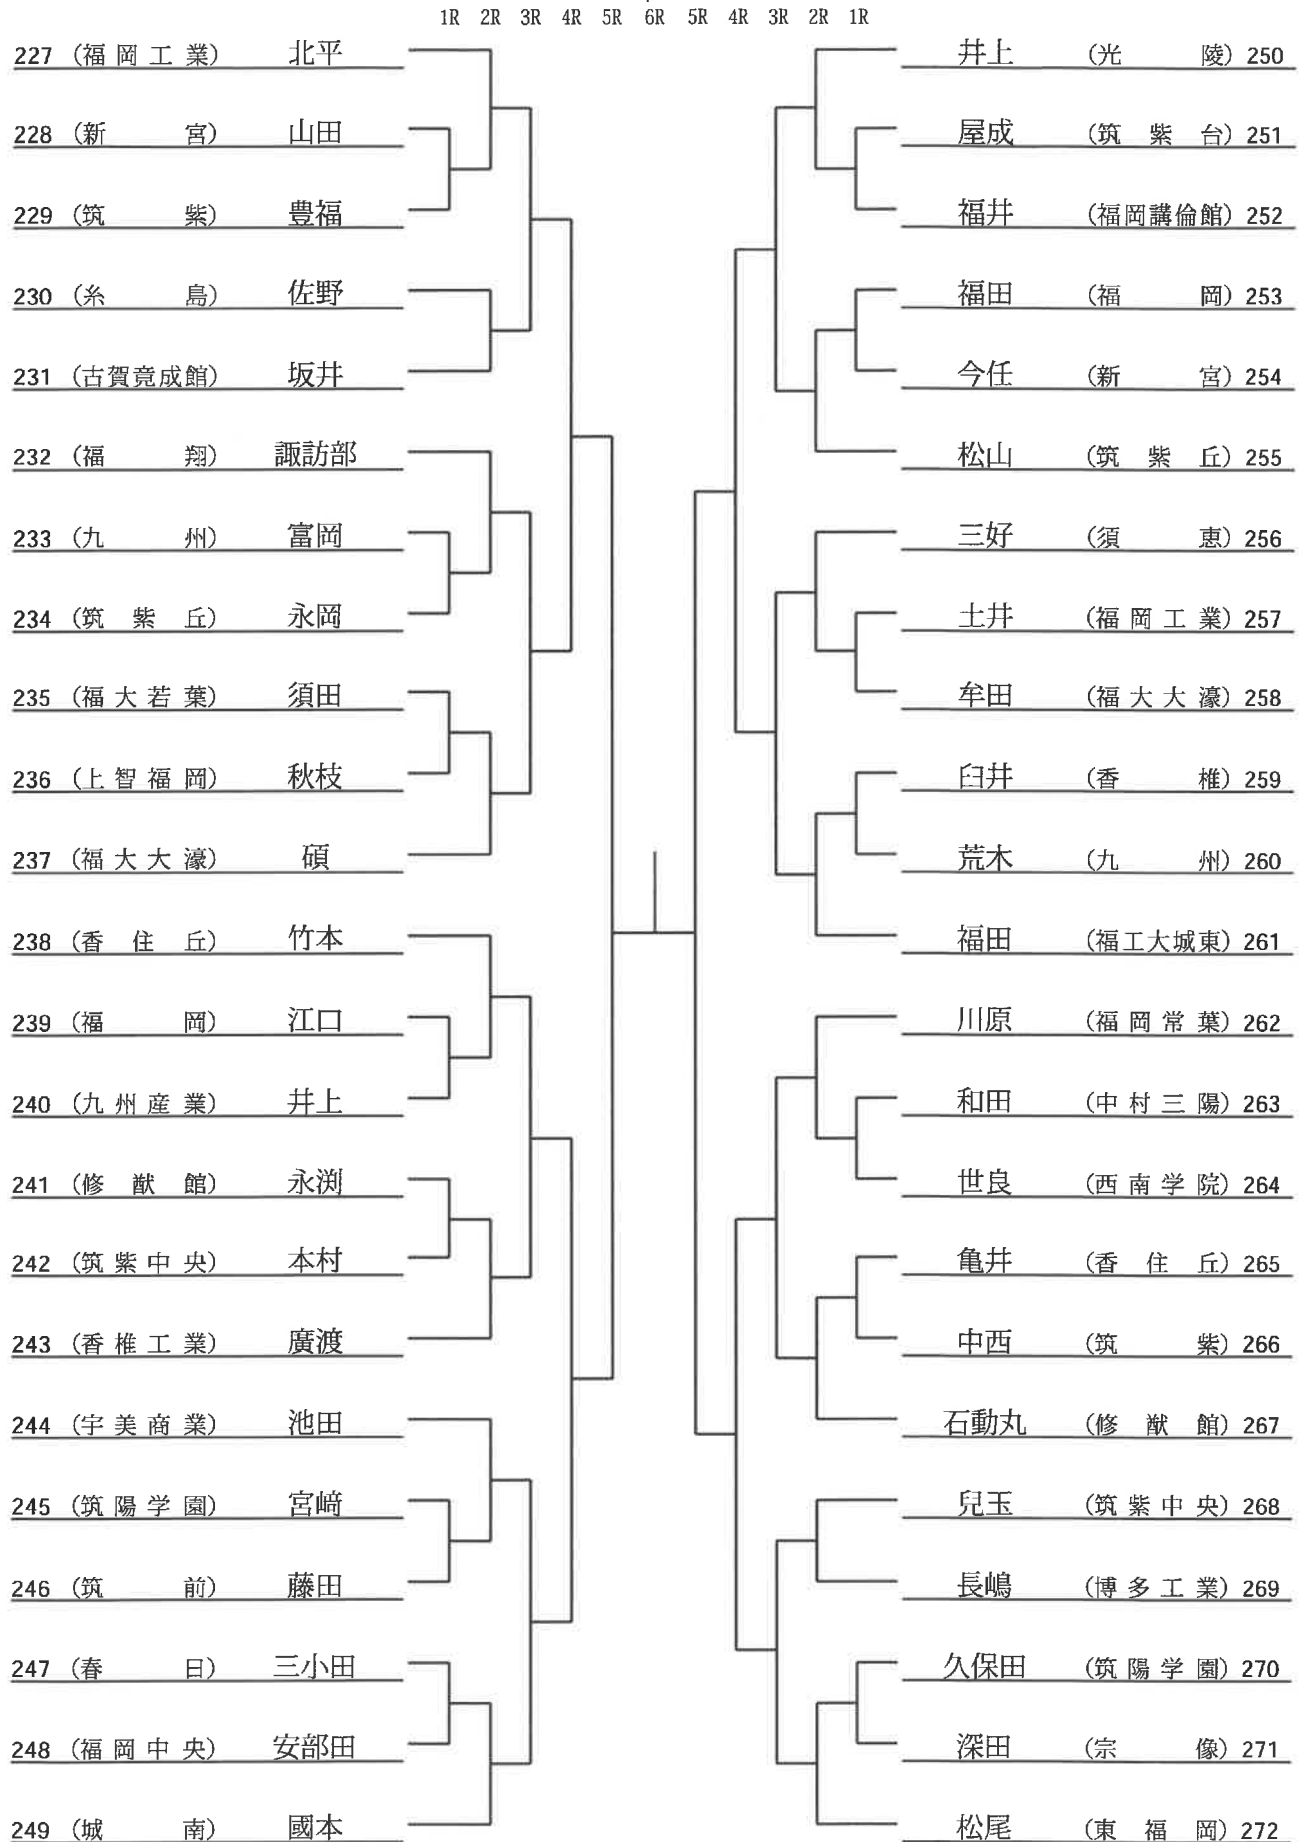 1R 2R 3R 4R 5R 6R 5R 4R 3R 2R 1R
227 (福岡工業) 北平
228 (新宮) 山田
229 (筑紫) 豊福
230 (糸島) 佐野
231 (古賀竟成館) 坂井
232 (福翔) 諏訪部
233 (九州) 富岡
234 (筑紫丘) 永岡
235 (福大若葉) 須田
236 (上智福岡) 秋枝
237 (福大大濠) 碩
238 (香住丘) 竹本
239 (福岡) 江口
240 (九州産業) 井上
241 (修猷館) 永渕
242 (筑紫中央) 本村
243 (香椎工業) 廣渡
244 (宇美商業) 池田
245 (筑陽学園) 宮﨑
246 (筑前) 藤田
247 (春日) 三小田
248 (福岡中央) 安部田
249 (城南) 國本
井上 (光陵) 250
屋成 (筑紫台) 251
福井 (福岡講倫館) 252
福田 (福岡) 253
今任 (新宮) 254
松山 (筑紫丘) 255
三好 (須恵) 256
土井 (福岡工業) 257
牟田 (福大大濠) 258
臼井 (香椎) 259
荒木 (九州) 260
福田 (福工大城東) 261
川原 (福岡常葉) 262
和田 (中村三陽) 263
世良 (西南学院) 264
亀井 (香住丘) 265
中西 (筑紫) 266
石動丸 (修猷館) 267
兒玉 (筑紫中央) 268
長嶋 (博多工業) 269
久保田 (筑陽学園) 270
深田 (宗像) 271
松尾 (東福岡) 272